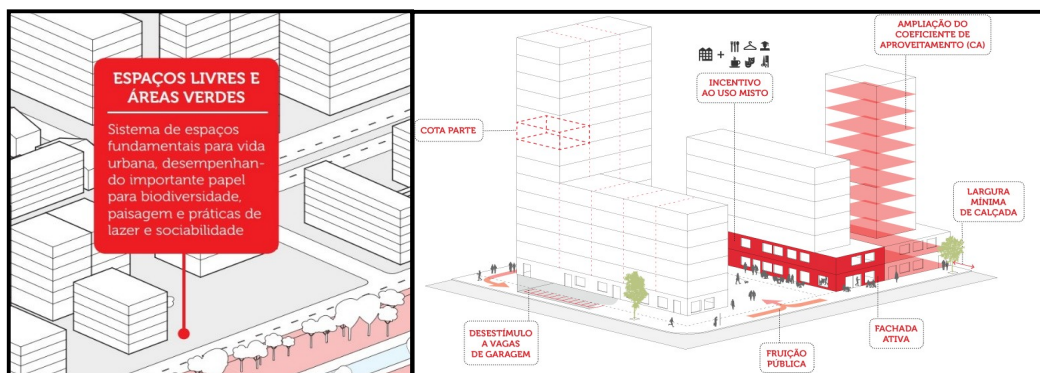 ESPAÇOS LIVRES E
ÁREAS VERDES
Sistema de espaços
fundamentais para vida
urbana, desempenhan-
do importante papel
para biodiversidade,
paisagem e práticas de
lazer e sociabilidade
AMPLIAÇÃO DO
COEFICIENTE DE
APROVEITAMENTO (CA)
INCENTIVO
AO USO MISTO
COTA PARTE
LARGURA
MÍNIMA
DE CALÇADA
DESESTÍMULO
A VAGAS
DE GARAGEM
FRUIÇÃO
PÚBLICA
FACHADA
ATIVA